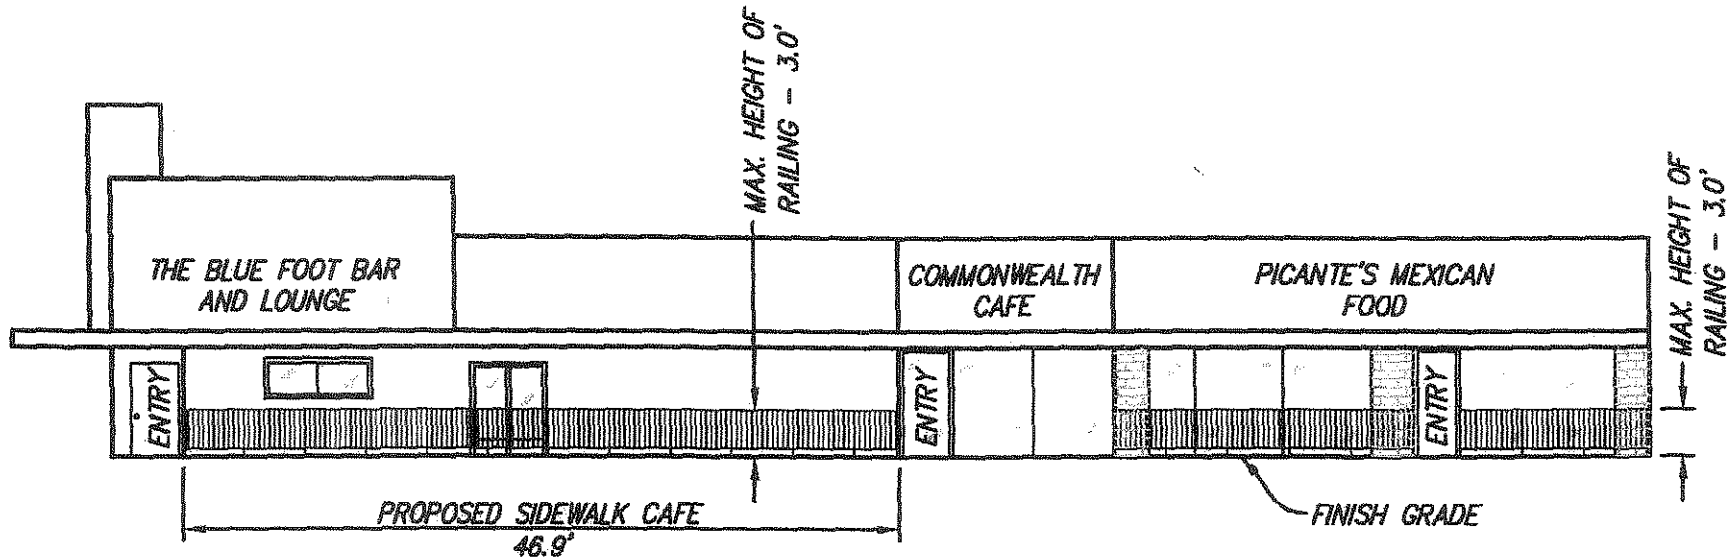 MAX. HEIGHT OF
RAILING - 3.0'
THE BLUE FOOT BAR
AND LOUNGE
COMMONWEALTH
CAFE
PICANTE'S MEXICAN
FOOD
MAX. HEIGHT OF
RAILING - 3.0'
ENTRY
ENTRY
ENTRY
PROPOSED SIDEWALK CAFE
46.9'
FINISH GRADE